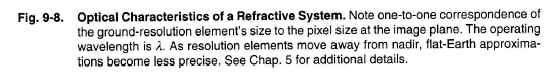 Fig. 9-8. Optical Characteristics of a Refractive System. Note one-to-one correspondence of
the ground-resolution element's size to the pixel size at the image plane. The operating
wavelength is λ. As resolution elements move away from nadir, flat-Earth approxima-
tions become less precise. See Chap. 5 for additional details.